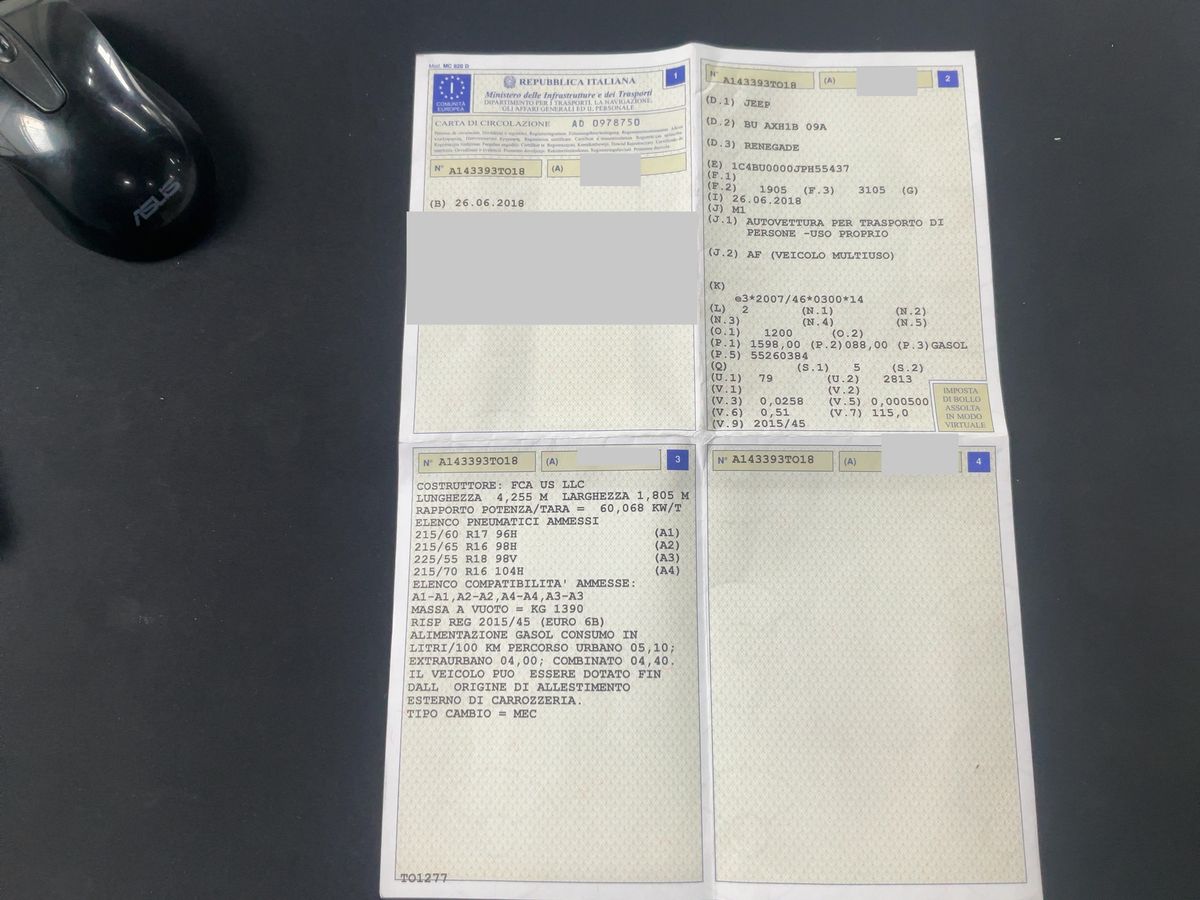 ASUS
Mod. MC 820 D
1
COMUNITÀ
EUROPEA
I
REPUBBLICA ITALIANA
Ministero delle Infrastrutture e dei Trasporti
DIPARTIMENTO PER I TRASPORTI, LA NAVIGAZIONE,
GLI AFFARI GENERALI ED IL PERSONALE
CARTA DI CIRCOLAZIONE AO 0978750
N° A143393TO18 (A)
(B) 26.06.2018
N° A143393TO18 (A) 2
(D.1) JEEP
(D.2) BU AXH1B 09A
(D.3) RENEGADE
(E) 1C4BU0000JPH55437
(F.1)
(F.2) 1905 (F.3) 3105 (G)
(I) 26.06.2018
(J) M1
(J.1) AUTOVETTURA PER TRASPORTO DI
PERSONE -USO PROPRIO
(J.2) AF (VEICOLO MULTIUSO)
(K)
e3*2007/46*0300*14
(L) 2 (N.1) (N.2)
(N.3) (N.4) (N.5)
(O.1) 1200 (O.2)
(P.1) 1598,00 (P.2)088,00 (P.3)GASOL
(P.5) 55260384
(Q) (S.1) 5 (S.2)
(U.1) 79 (U.2) 2813
(V.1) (V.2)
(V.3) 0,0258 (V.5) 0,000500
(V.6) 0,51 (V.7) 115,0
(V.9) 2015/45
IMPOSTA
DI BOLLO
ASSOLTA
IN MODO
VIRTUALE
N° A143393TO18 (A) 3
COSTRUTTORE: FCA US LLC
LUNGHEZZA 4,255 M LARGHEZZA 1,805 M
RAPPORTO POTENZA/TARA = 60,068 KW/T
ELENCO PNEUMATICI AMMESSI
215/60 R17 96H (A1)
215/65 R16 98H (A2)
225/55 R18 98V (A3)
215/70 R16 104H (A4)
ELENCO COMPATIBILITA' AMMESSE:
A1-A1,A2-A2,A4-A4,A3-A3
MASSA A VUOTO = KG 1390
RISP REG 2015/45 (EURO 6B)
ALIMENTAZIONE GASOL CONSUMO IN
LITRI/100 KM PERCORSO URBANO 05,10;
EXTRAURBANO 04,00; COMBINATO 04,40.
IL VEICOLO PUO ESSERE DOTATO FIN
DALL ORIGINE DI ALLESTIMENTO
ESTERNO DI CARROZZERIA.
TIPO CAMBIO = MEC
TO1277
N° A143393TO18 (A) 4